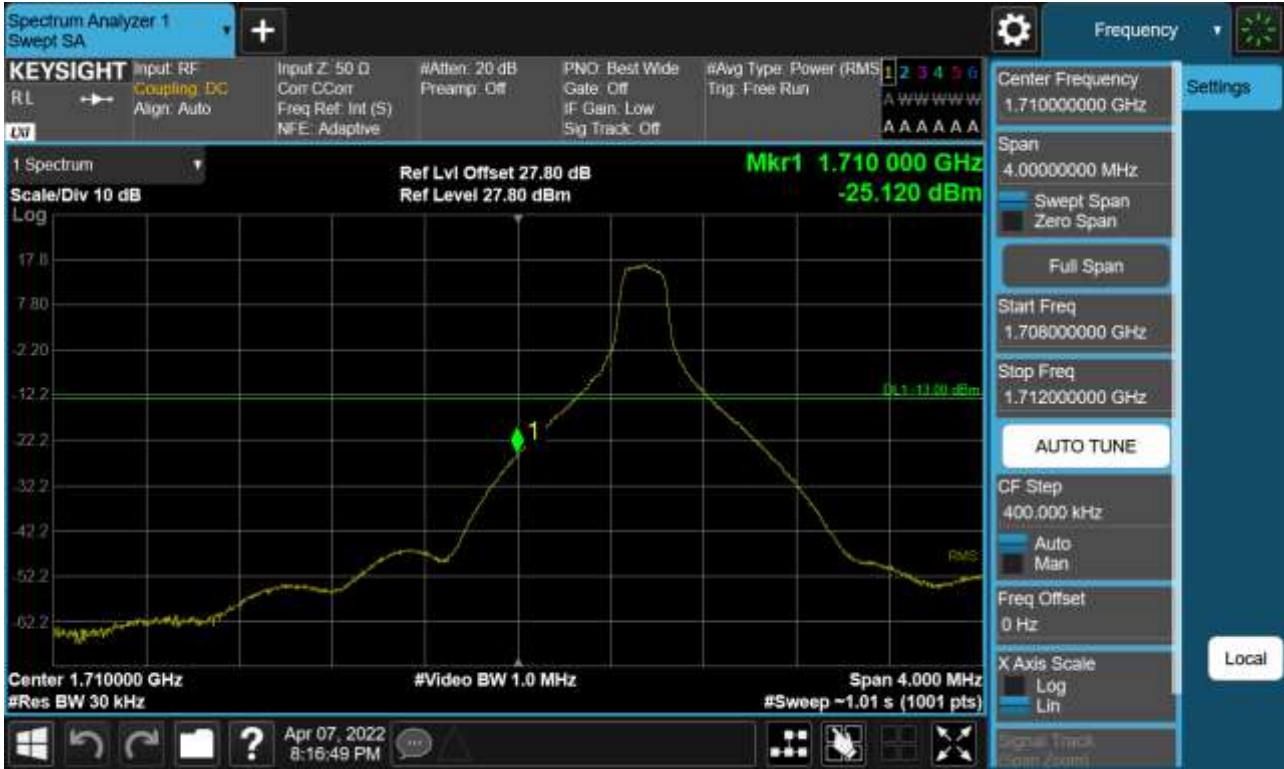 Spectrum Analyzer 1
Swept SA
+
Frequency
KEYSIGHT
RL
LXI
Input: RF
Coupling: DC
Align: Auto
Input Z: 50 Ω
Corr CCorr
Freq Ref: Int (S)
NFE: Adaptive
#Atten: 20 dB
Preamp: Off
PNO: Best Wide
Gate: Off
IF Gain: Low
Sig Track: Off
#Avg Type: Power (RMS
Trig: Free Run
1 2 3 4 5 6
A W W W W W
A A A A A A
1 Spectrum
Scale/Div 10 dB
Log
Ref Lvl Offset 27.80 dB
Ref Level 27.80 dBm
Mkr1 1.710 000 GHz
-25.120 dBm
17.8
7.80
-2.20
-12.2
-22.2
-32.2
-42.2
-52.2
-62.2
DL1 -13.00 dBm
1
RMS
Center 1.710000 GHz
#Res BW 30 kHz
#Video BW 1.0 MHz
Span 4.000 MHz
#Sweep ~1.01 s (1001 pts)
Center Frequency
1.710000000 GHz
Span
4.00000000 MHz
Swept Span
Zero Span
Full Span
Start Freq
1.708000000 GHz
Stop Freq
1.712000000 GHz
AUTO TUNE
CF Step
400.000 kHz
Auto
Man
Freq Offset
0 Hz
X Axis Scale
Log
Lin
Signal Track
(Span Zoom)
Settings
Local
?
Apr 07, 2022
8:16:49 PM